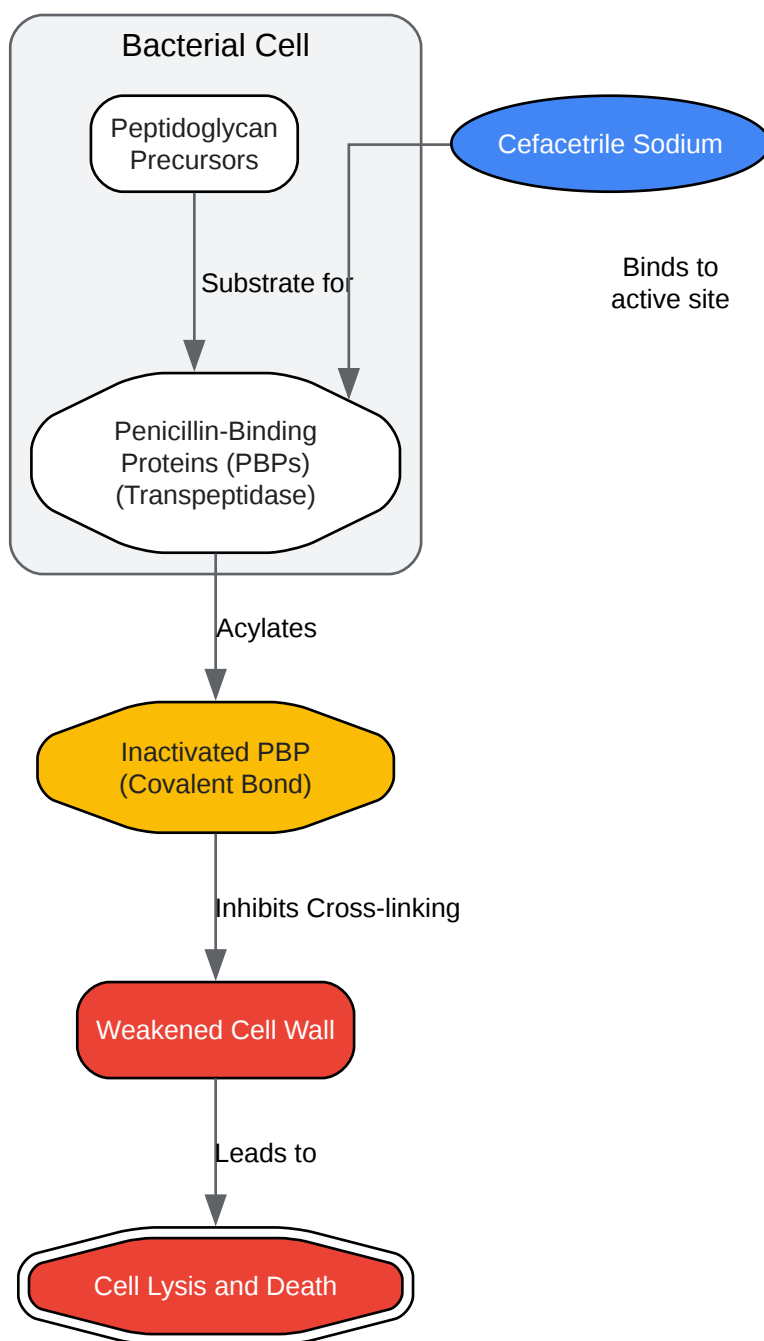 Bacterial Cell
Peptidoglycan
Precursors
Cefacetrile Sodium
Substrate for
Binds to
active site
Penicillin-Binding
Proteins (PBPs)
(Transpeptidase)
Acylates
Inactivated PBP
(Covalent Bond)
Inhibits Cross-linking
Weakened Cell Wall
Leads to
Cell Lysis and Death